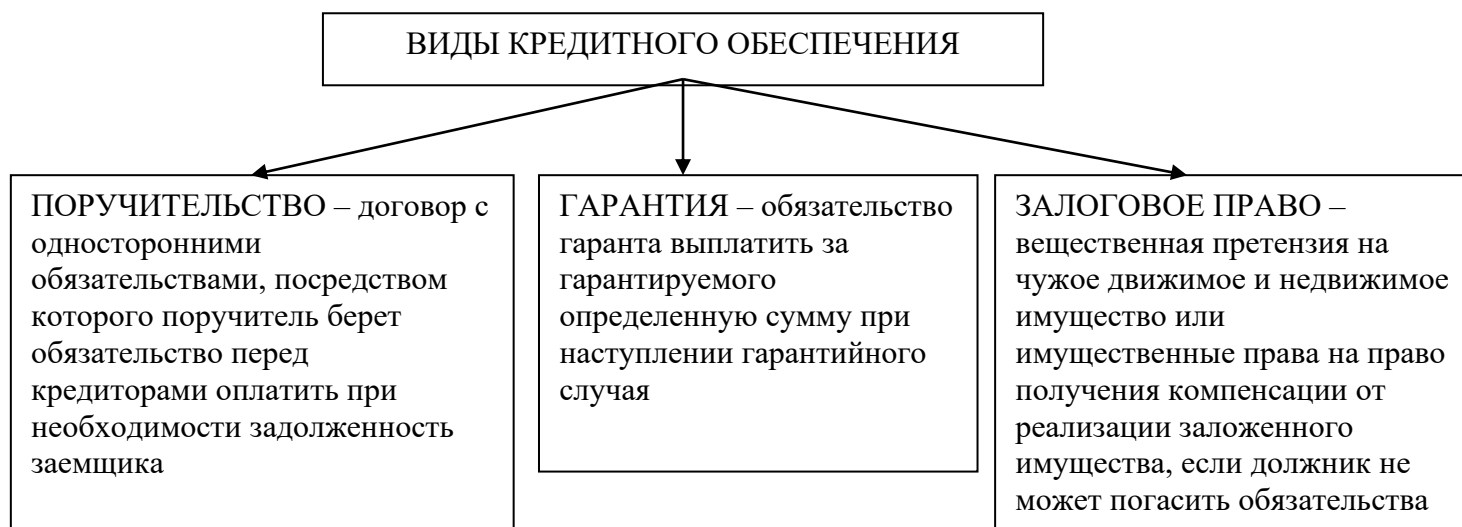 ВИДЫ КРЕДИТНОГО ОБЕСПЕЧЕНИЯ
ПОРУЧИТЕЛЬСТВО – договор с
односторонними
обязательствами, посредством
которого поручитель берет
обязательство перед
кредиторами оплатить при
необходимости задолженность
заемщика
ГАРАНТИЯ – обязательство
гаранта выплатить за
гарантируемого
определенную сумму при
наступлении гарантийного
случая
ЗАЛОГОВОЕ ПРАВО –
вещественная претензия на
чужое движимое и недвижимое
имущество или
имущественные права на право
получения компенсации от
реализации заложенного
имущества, если должник не
может погасить обязательства